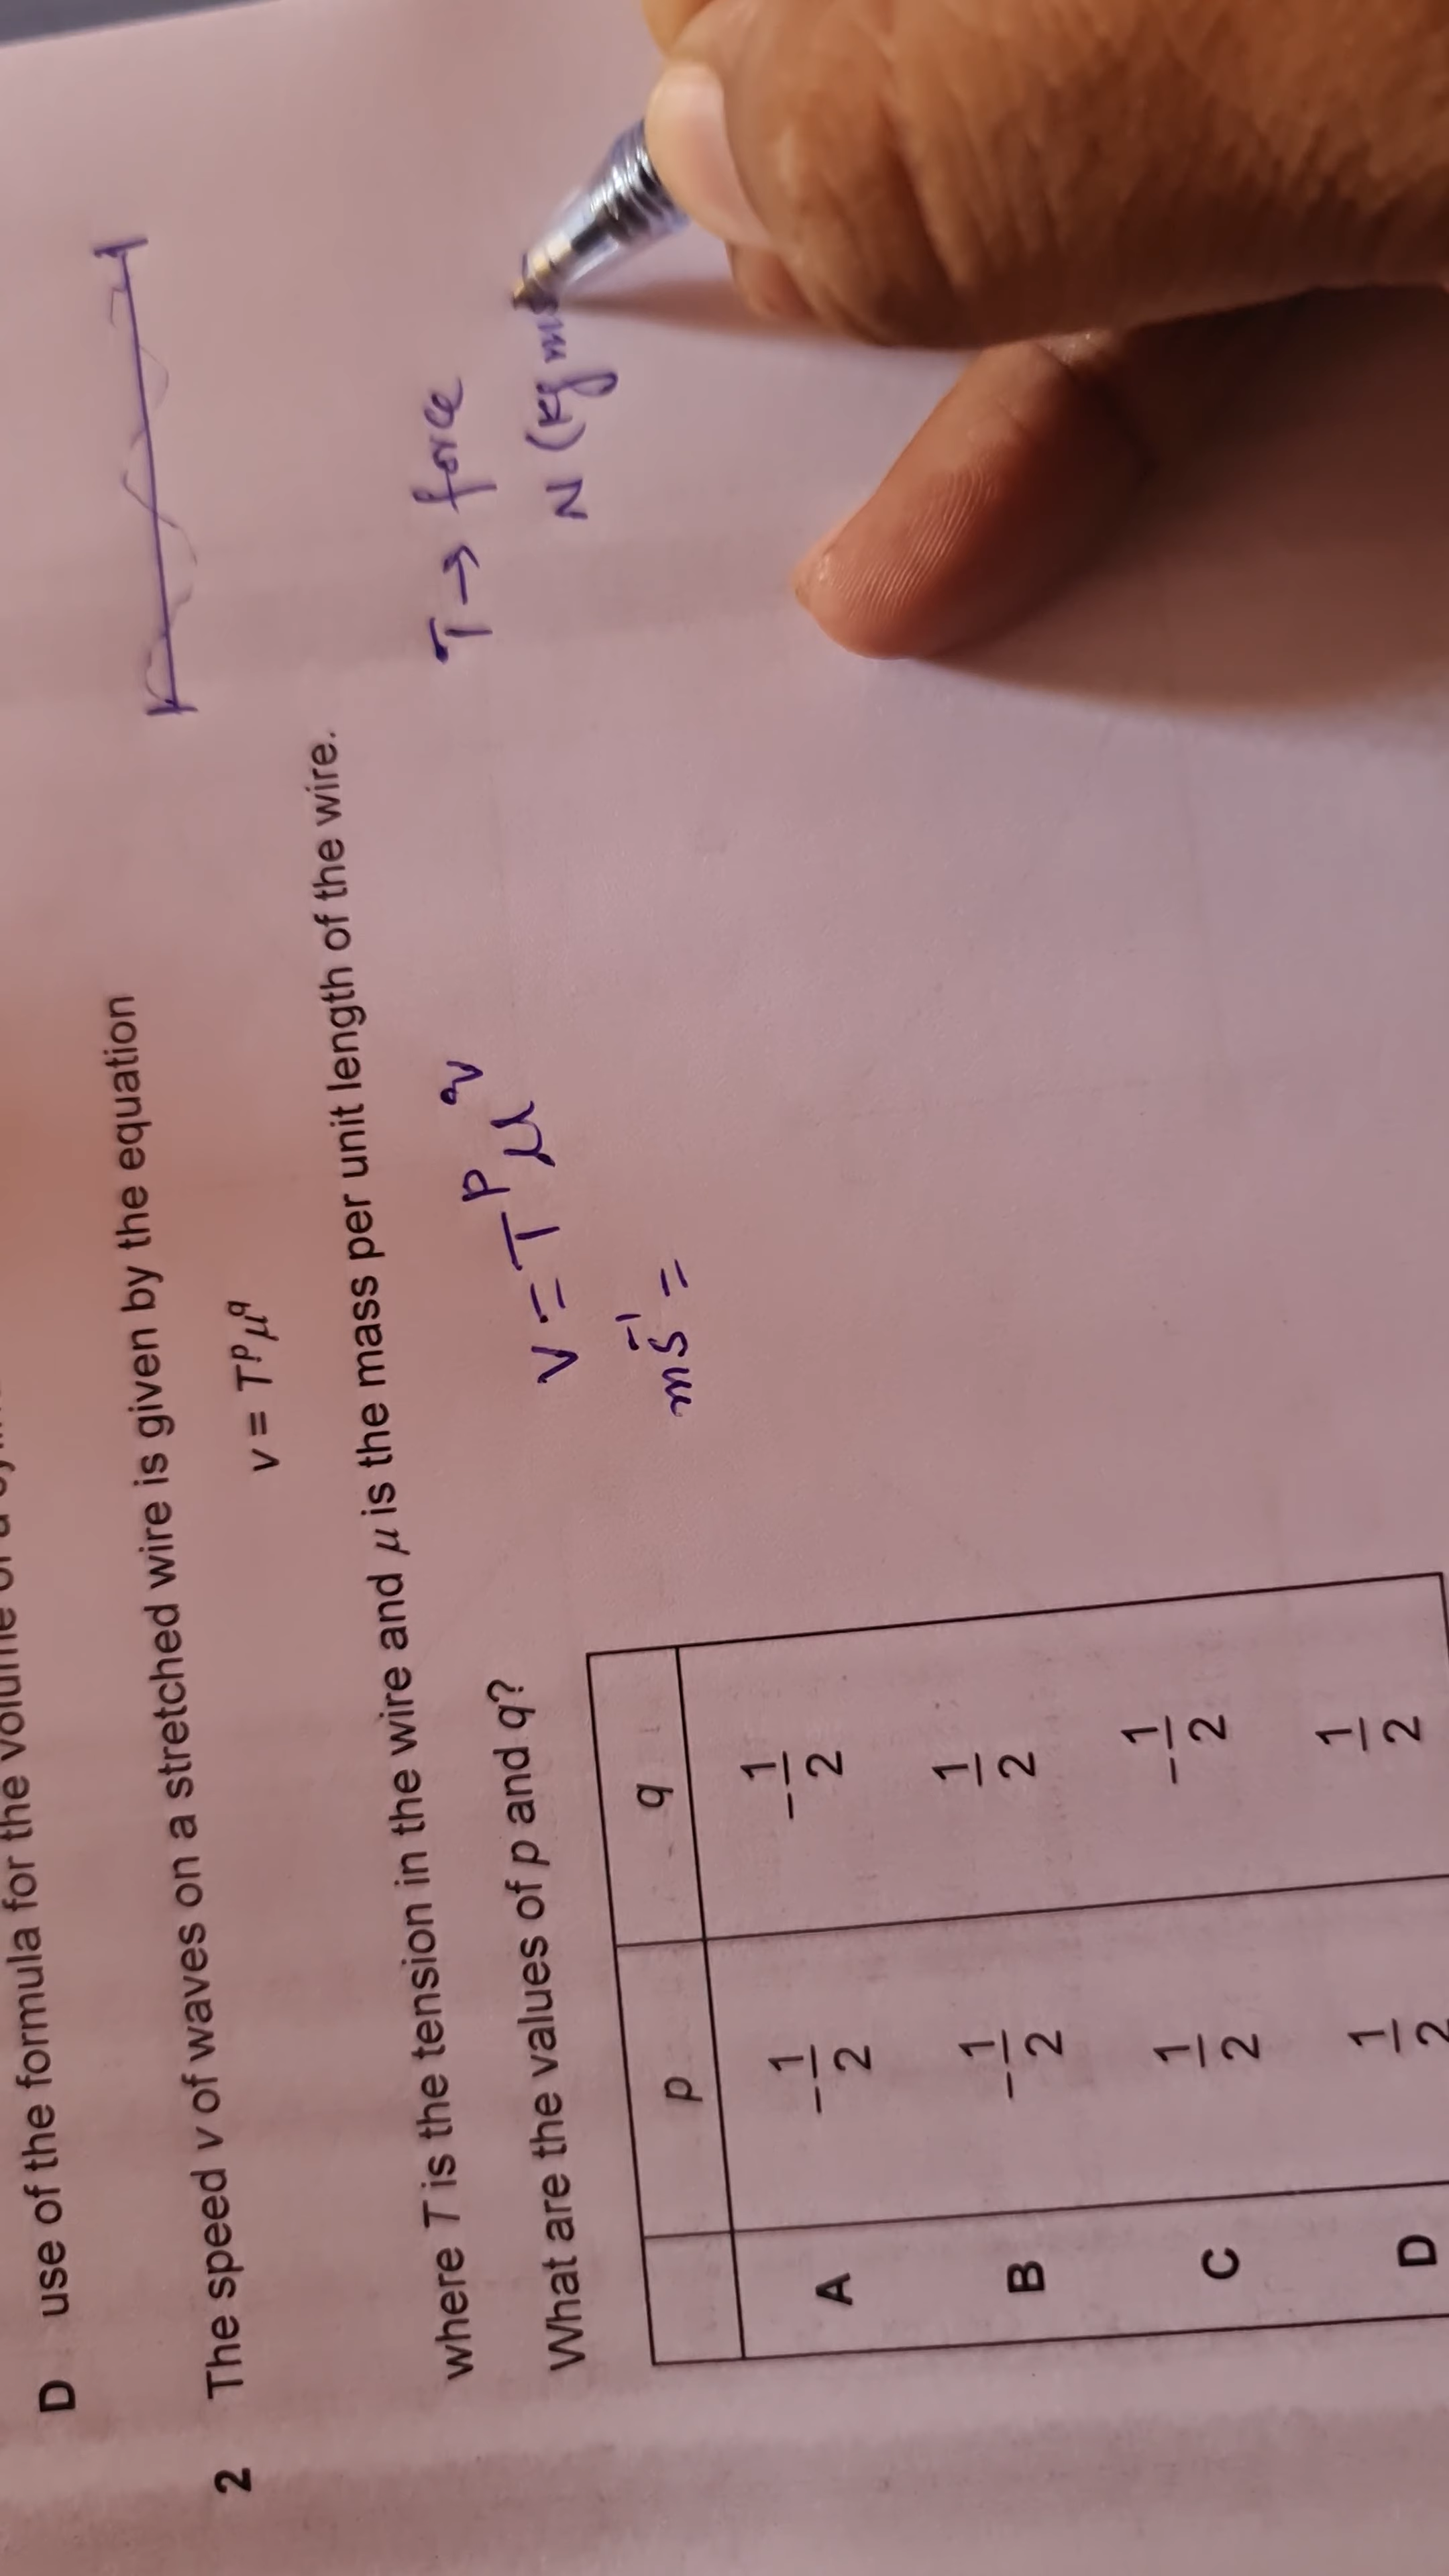 D use of the formula for the volume of a
2 The speed v of waves on a stretched wire is given by the equation
v = T^p μ^q
where T is the tension in the wire and μ is the mass per unit length of the wire.
What are the values of p and q?
p q
A -1/2 -1/2
B -1/2 1/2
C 1/2 -1/2
D 1/2 1/2
v = T^p μ^q
ms^-1 =
T → force
N (kg m